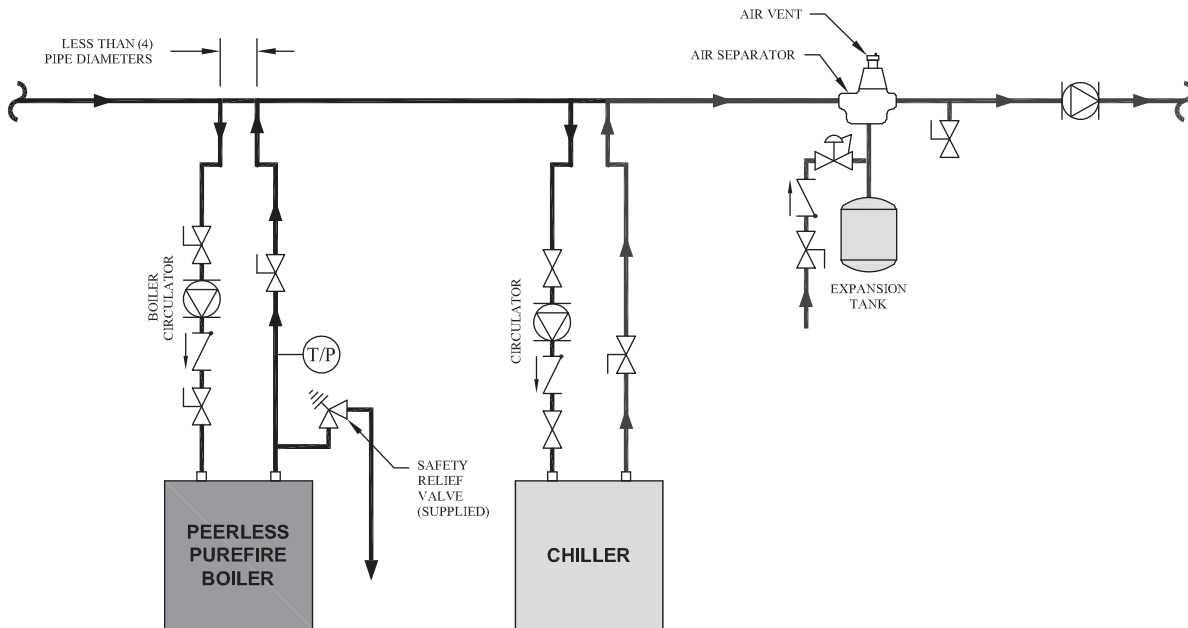 AIR VENT
LESS THAN (4)
PIPE DIAMETERS
AIR SEPARATOR
BOILER
CIRCULATOR
T/P
CIRCULATOR
EXPANSION
TANK
SAFETY
RELIEF
VALVE
(SUPPLIED)
PEERLESS
PUREFIRE
BOILER
CHILLER